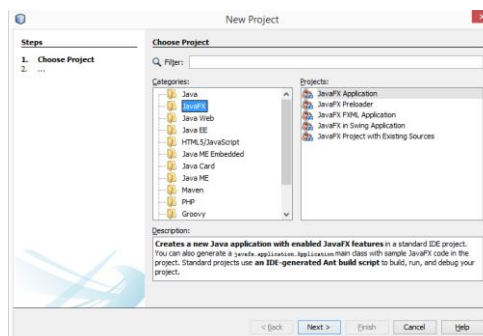 New Project
Steps
1. Choose Project
2. ...
Choose Project
Filter:
Categories:
Java
JavaFX
Java Web
Java EE
HTML5/JavaScript
Java ME Embedded
Java Card
Java ME
Maven
PHP
Groovy
Projects:
JavaFX Application
JavaFX Preloader
JavaFX FXML Application
JavaFX in Swing Application
JavaFX Project with Existing Sources
Description:
Creates a new Java application with enabled JavaFX features in a standard IDE project.
You can also generate a javafx.application.Application main class with sample JavaFX code in the
project. Standard projects use an IDE-generated Ant build script to build, run, and debug your
project.
< Back
Next >
Finish
Cancel
Help